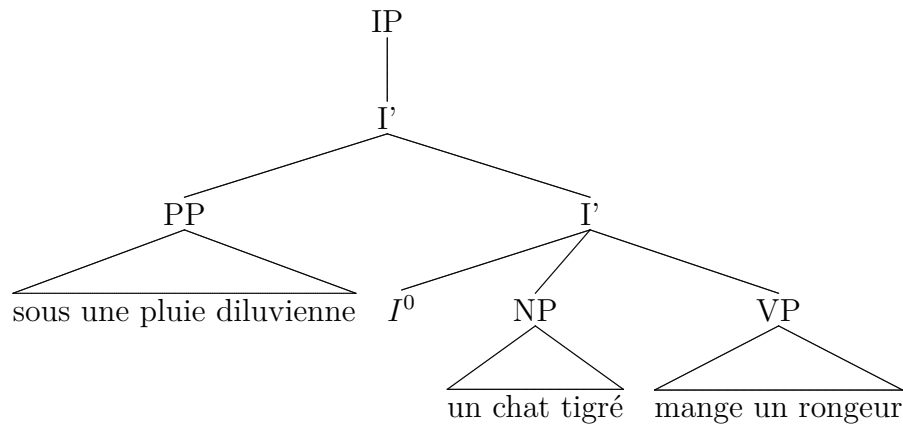 IP
I'
PP I'
sous une pluie diluvienne I⁰ NP VP
un chat tigré mange un rongeur